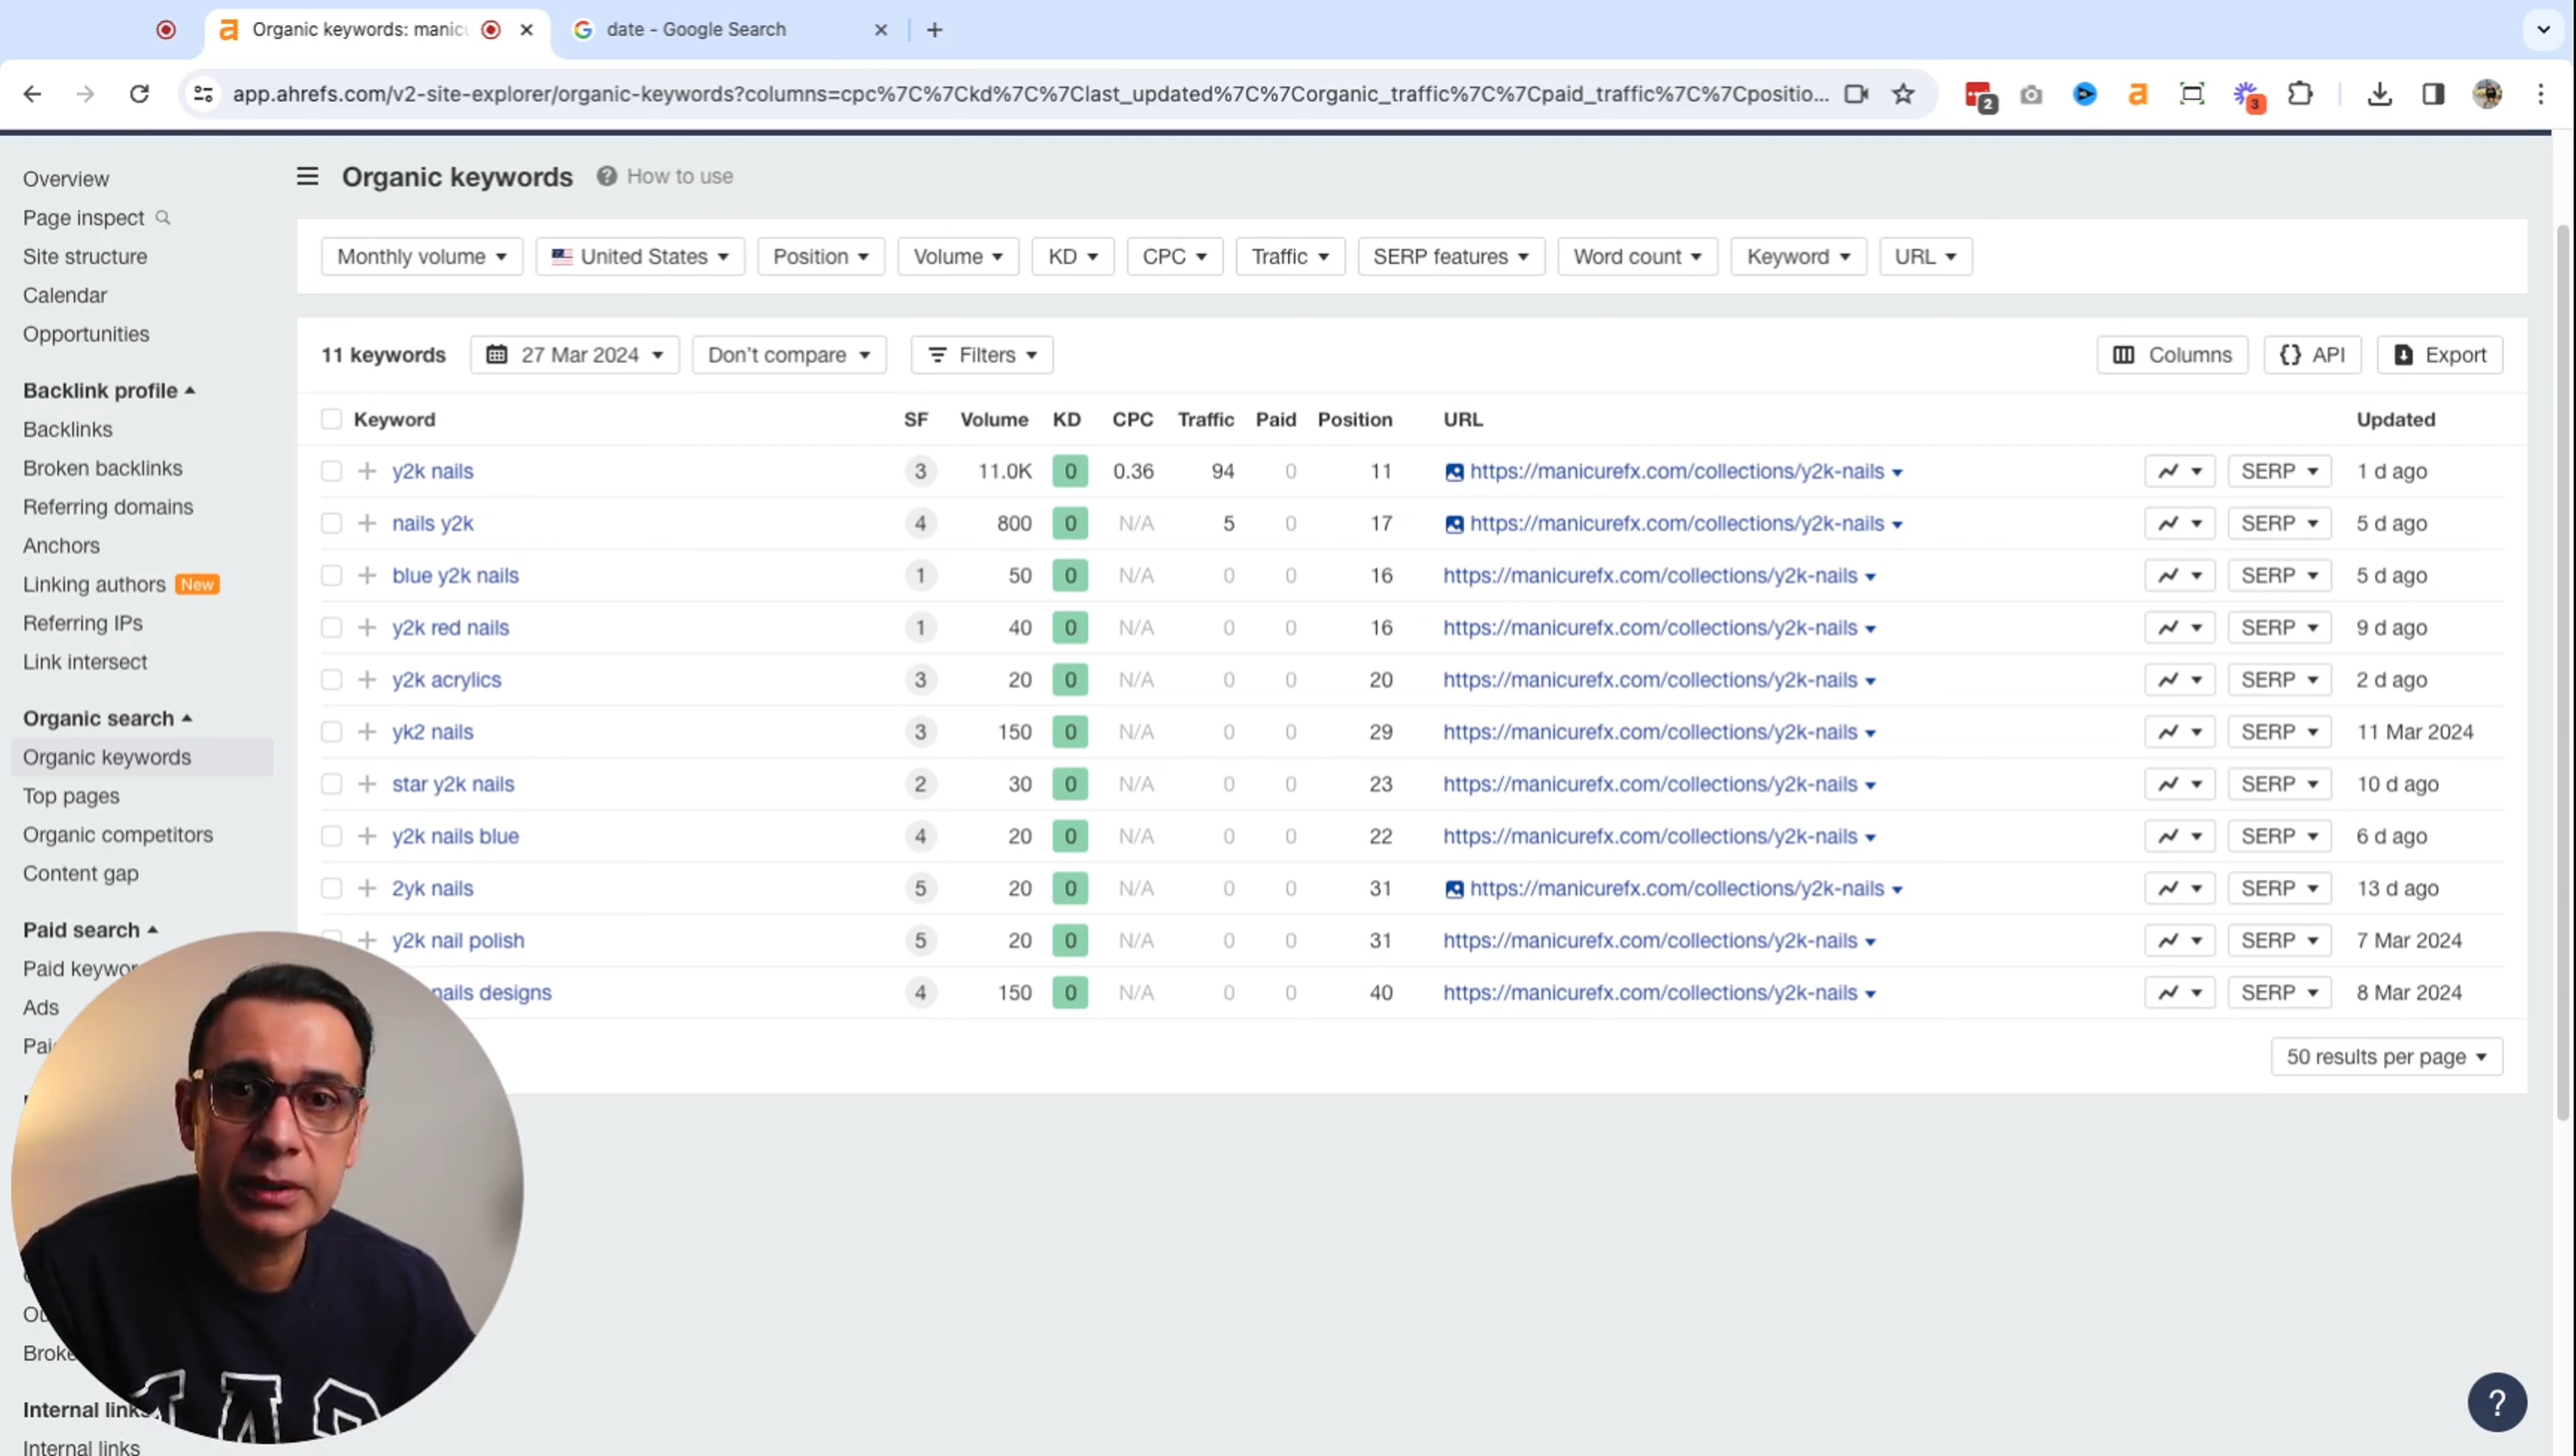 Organic keywords: manic
date - Google Search
app.ahrefs.com/v2-site-explorer/organic-keywords?columns=cpc%7C%7Ckd%7C%7Clast_updated%7C%7Corganic_traffic%7C%7Cpaid_traffic%7C%7Cpositio...
2
3
Overview
Page inspect
Site structure
Calendar
Opportunities
Backlink profile
Backlinks
Broken backlinks
Referring domains
Anchors
Linking authors New
Referring IPs
Link intersect
Organic search
Organic keywords
Top pages
Organic competitors
Content gap
Paid search
Paid keywor
Ads
Pai
Ou
Broke
Internal links
Internal links
Organic keywords ? How to use
Monthly volume United States Position Volume KD CPC Traffic SERP features Word count Keyword URL
11 keywords 27 Mar 2024 Don't compare Filters Columns API Export
Keyword SF Volume KD CPC Traffic Paid Position URL Updated
y2k nails 3 11.0K 0 0.36 94 0 11 https://manicurefx.com/collections/y2k-nails SERP 1 d ago
nails y2k 4 800 0 N/A 5 0 17 https://manicurefx.com/collections/y2k-nails SERP 5 d ago
blue y2k nails 1 50 0 N/A 0 0 16 https://manicurefx.com/collections/y2k-nails SERP 5 d ago
y2k red nails 1 40 0 N/A 0 0 16 https://manicurefx.com/collections/y2k-nails SERP 9 d ago
y2k acrylics 3 20 0 N/A 0 0 20 https://manicurefx.com/collections/y2k-nails SERP 2 d ago
yk2 nails 3 150 0 N/A 0 0 29 https://manicurefx.com/collections/y2k-nails SERP 11 Mar 2024
star y2k nails 2 30 0 N/A 0 0 23 https://manicurefx.com/collections/y2k-nails SERP 10 d ago
y2k nails blue 4 20 0 N/A 0 0 22 https://manicurefx.com/collections/y2k-nails SERP 6 d ago
2yk nails 5 20 0 N/A 0 0 31 https://manicurefx.com/collections/y2k-nails SERP 13 d ago
y2k nail polish 5 20 0 N/A 0 0 31 https://manicurefx.com/collections/y2k-nails SERP 7 Mar 2024
nails designs 4 150 0 N/A 0 0 40 https://manicurefx.com/collections/y2k-nails SERP 8 Mar 2024
50 results per page
?